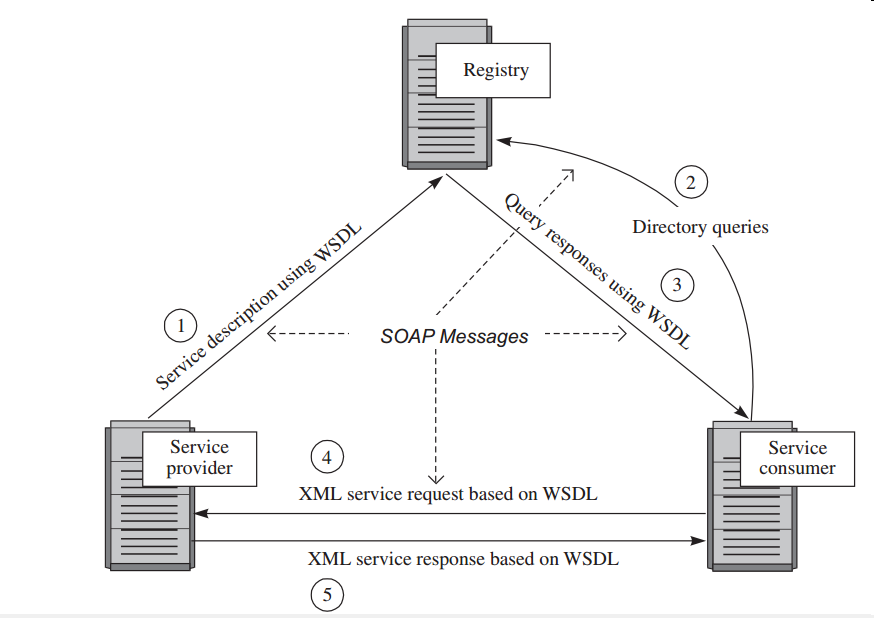 Registry
2
Directory queries
Query responses using WSDL
3
Service description using WSDL
1
SOAP Messages
Service
provider
4
XML service request based on WSDL
Service
consumer
XML service response based on WSDL
5